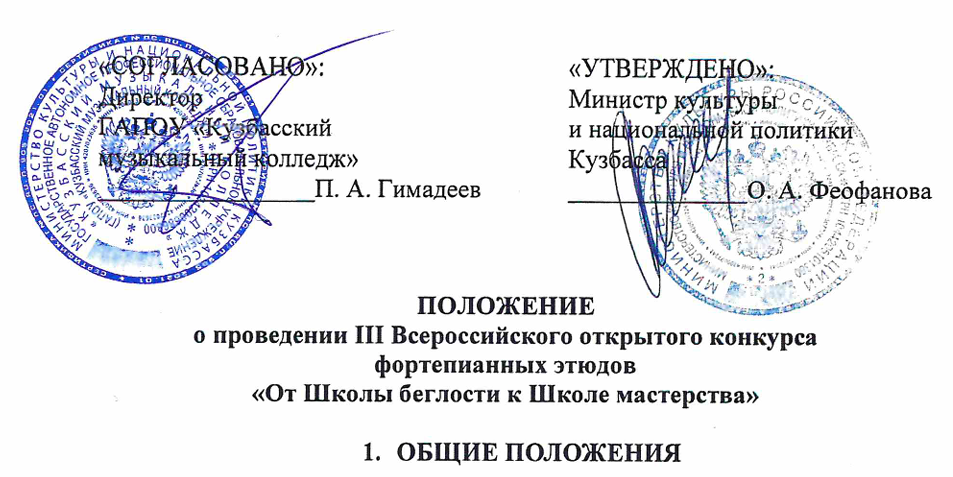 «СОГЛАСОВАНО»:
Директор
ГАПОУ «Кузбасский
музыкальный колледж»
П. А. Гимадеев
«УТВЕРЖДЕНО»:
Министр культуры
и национальной политики
Кузбасса
О. А. Феофанова
ПОЛОЖЕНИЕ
о проведении III Всероссийского открытого конкурса
фортепианных этюдов
«От Школы беглости к Школе мастерства»
1. ОБЩИЕ ПОЛОЖЕНИЯ